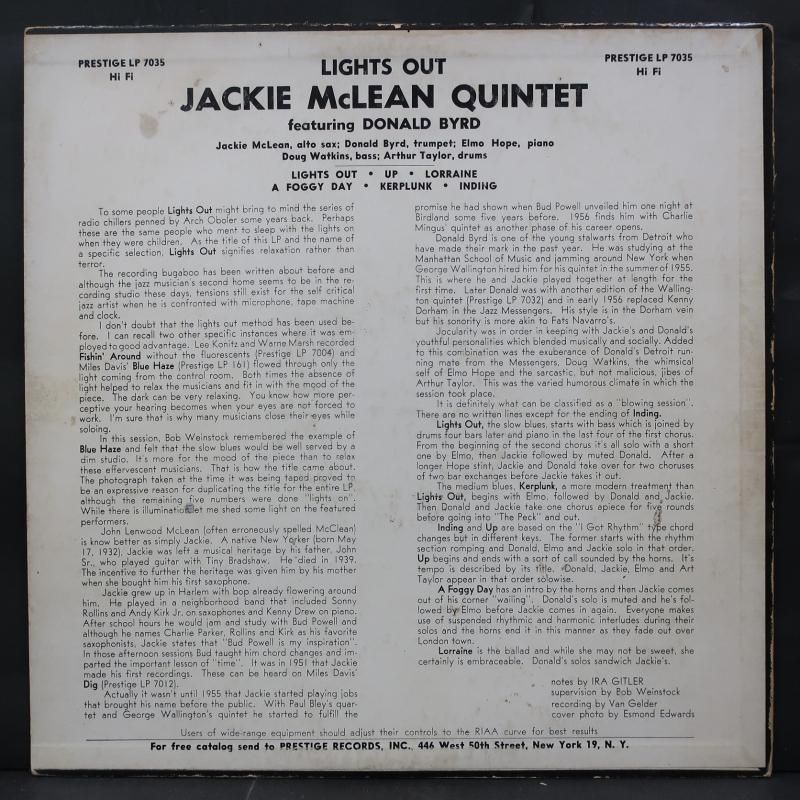 PRESTIGE LP 7035
Hi Fi
PRESTIGE LP 7035
Hi Fi
LIGHTS OUT
JACKIE McLEAN QUINTET
featuring DONALD BYRD
Jackie McLean, alto sax; Donald Byrd, trumpet; Elmo Hope, piano
Doug Watkins, bass; Arthur Taylor, drums
LIGHTS OUT • UP • LORRAINE
A FOGGY DAY • KERPLUNK • INDING
To some people Lights Out might bring to mind the series of
radio chillers penned by Arch Oboler some years back. Perhaps
these are the same people who ment to sleep with the lights on
when they were children. As the title of this LP and the name of
a specific selection, Lights Out signifies relaxation rather than
terror.
The recording bugaboo has been written about before and
although the jazz musician's second home seems to be in the re-
cording studio these days, tensions still exist for the self critical
jazz artist when he is confronted with microphone, tape machine
and clock.
I don't doubt that the lights out method has been used be-
fore. I can recall two other specific instances where it was em-
ployed to good advantage. Lee Konitz and Warne Marsh recorded
Fishin' Around without the fluorescents (Prestige LP 7004) and
Miles Davis' Blue Haze (Prestige LP 161) flowed through only the
light coming from the control room. Both times the absence of
light helped to relax the musicians and fit in with the mood of the
piece. The dark can be very relaxing. You know how more per-
ceptive your hearing becomes when your eyes are not forced to
work. I'm sure that is why many musicians close their eyes while
soloing.
In this session, Bob Weinstock remembered the example of
Blue Haze and felt that the slow blues would be well served by a
dim studio. It's more for the mood of the piece than to relax
these effervescent musicians. That is how the title came about.
The photograph taken at the time it was being taped proved to
be an expressive reason for duplicating the title for the entire LP
although the remaining five numbers were done "lights on".
While there is illumination let me shed some light on the featured
performers.
John Lenwood McLean (often erroneously spelled McClean)
is know better as simply Jackie. A native New Yorker (born May
17, 1932), Jackie was left a musical heritage by his father, John
Sr., who played guitar with Tiny Bradshaw. He died in 1939.
The incentive to further the heritage was given him by his mother
when she bought him his first saxophone.
Jackie grew up in Harlem with bop already flowering around
him. He played in a neighborhood band that included Sonny
Rollins and Andy Kirk Jr. on saxophones and Kenny Drew on piano.
After school hours he would jam and study with Bud Powell and
although he names Charlie Parker, Rollins and Kirk as his favorite
saxophonists, Jackie states that "Bud Powell is my inspiration".
In those afternoon sessions Bud taught him chord changes and im-
parted the important lesson of "time". It was in 1951 that Jackie
made his first recordings. These can be heard on Miles Davis'
Dig (Prestige LP 7012).
Actually it wasn't until 1955 that Jackie started playing jobs
that brought his name before the public. With Paul Bley's quar-
tet and George Wallington's quintet he started to fulfill the
promise he had shown when Bud Powell unveiled him one night at
Birdland some five years before. 1956 finds him with Charlie
Mingus' quintet as another phase of his career opens.
Donald Byrd is one of the young stalwarts from Detroit who
have made their mark in the past year. He was studying at the
Manhattan School of Music and jamming around New York when
George Wallington hired him for his quintet in the summer of 1955.
This is where he and Jackie played together at length for the
first time. Later Donald was with another edition of the Walling-
ton quintet (Prestige LP 7032) and in early 1956 replaced Kenny
Dorham in the Jazz Messengers. His style is in the Dorham vein
but his sonority is more akin to Fats Navarro's.
Jocularity was in order in keeping with Jackie's and Donald's
youthful personalities which blended musically and socially. Added
to this combination was the exuberance of Donald's Detroit run-
ning mate from the Messengers, Doug Watkins, the whimsical
self of Elmo Hope and the sarcastic, but not malicious, jibes of
Arthur Taylor. This was the varied humorous climate in which the
session took place.
It is definitely what can be classified as a "blowing session".
There are no written lines except for the ending of Inding.
Lights Out, the slow blues, starts with bass which is joined by
drums four bars later and piano in the last four of the first chorus.
From the beginning of the second chorus it's all solo with a short
one by Elmo, then Jackie followed by muted Donald. After a
longer Hope stint, Jackie and Donald take over for two choruses
of two bar exchanges before Jackie takes it out.
The medium blues, Kerplunk, a more modern treatment than
Lights Out, begins with Elmo, followed by Donald and Jackie.
Then Donald and Jackie take one chorus apiece for five rounds
before going into "The Peck" and out.
Inding and Up are based on the "I Got Rhythm" type chord
changes but in different keys. The former starts with the rhythm
section romping and Donald, Elmo and Jackie solo in that order.
Up begins and ends with a sort of call sounded by the horns. It's
tempo is described by its title. Donald, Jackie, Elmo and Art
Taylor appear in that order solowise.
A Foggy Day has an intro by the horns and then Jackie comes
out of his corner "wailing". Donald's solo is muted and he's fol-
lowed by Elmo before Jackie comes in again. Everyone makes
use of suspended rhythmic and harmonic interludes during their
solos and the horns end it in this manner as they fade out over
London town.
Lorraine is the ballad and while she may not be sweet, she
certainly is embraceable. Donald's solos sandwich Jackie's.
notes by IRA GITLER
supervision by Bob Weinstock
recording by Van Gelder
cover photo by Esmond Edwards
Users of wide-range equipment should adjust their controls to the RIAA curve for best results
For free catalog send to PRESTIGE RECORDS, INC., 446 West 50th Street, New York 19, N. Y.